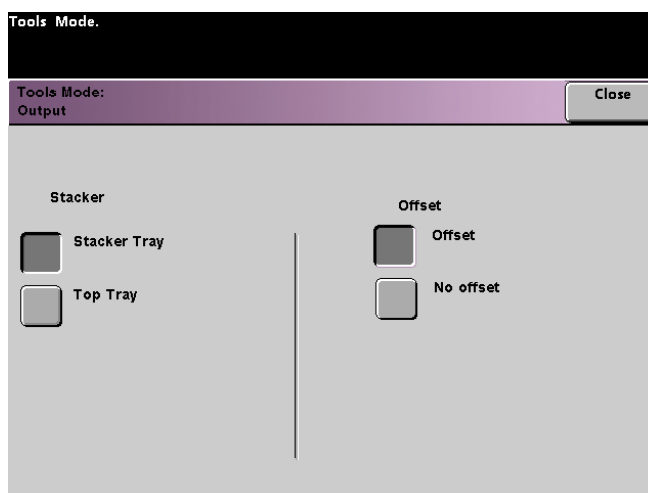 Tools Mode.
Tools Mode:
Output
Close
Stacker
Stacker Tray
Top Tray
Offset
Offset
No offset